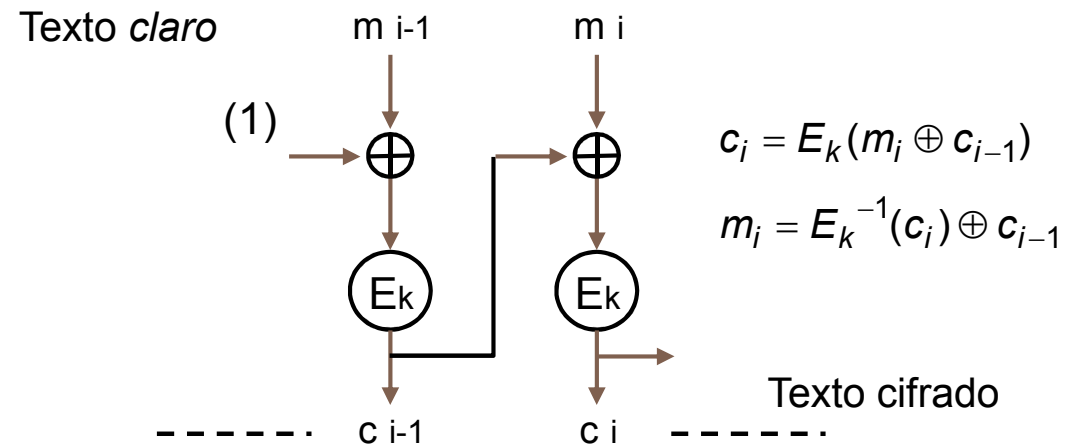 Texto claro
m i-1
m i
(1)
c_i = E_k(m_i ⊕ c_{i−1})
m_i = E_k^{−1}(c_i) ⊕ c_{i−1}
Ek
Ek
Texto cifrado
c i-1
c i